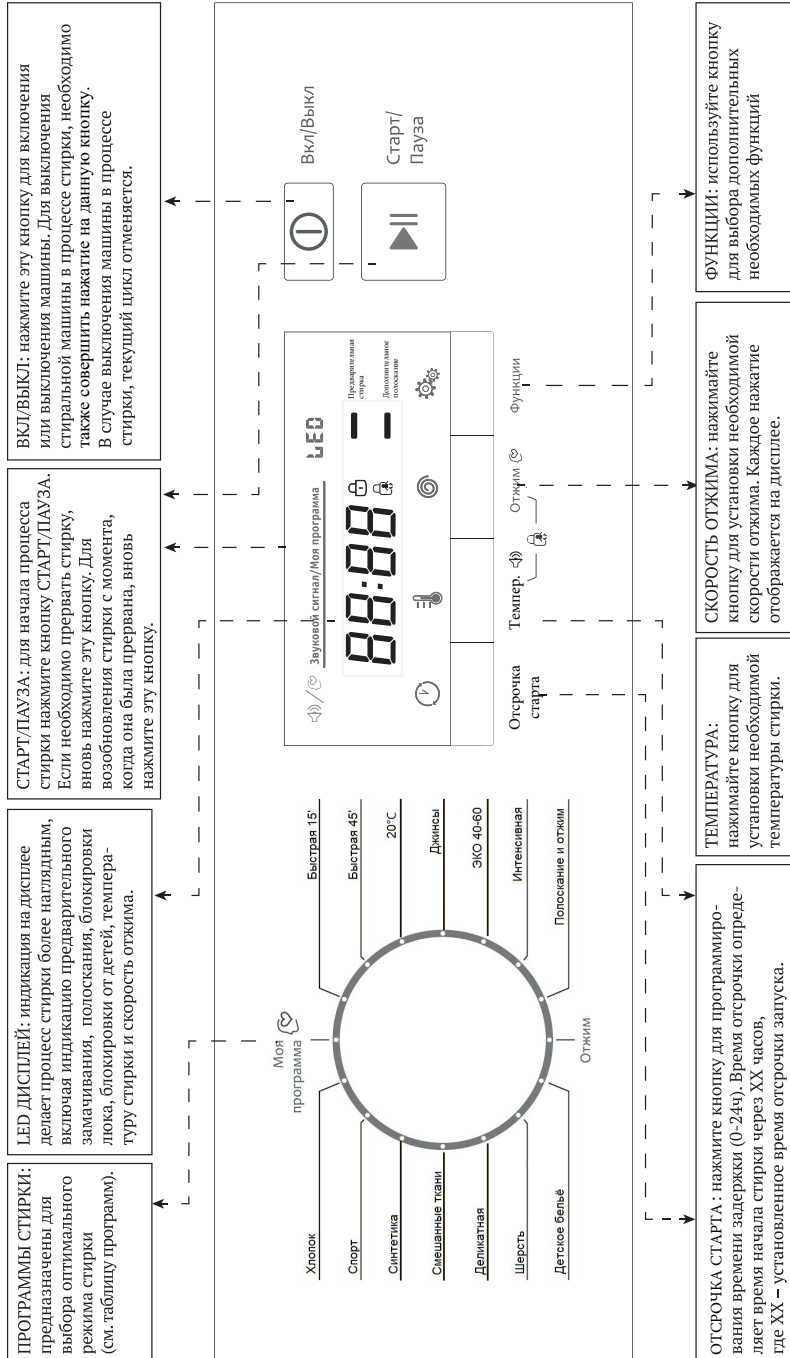 ПРОГРАММЫ СТИРКИ:
предназначены для
выбора оптимального
режима стирки
(см. таблицу программ).
LED ДИСПЛЕЙ: индикация на дисплее
делает процесс стирки более наглядным,
включая индикацию предварительного
замачивания, полоскания, блокировки
люка, блокировки от детей, темпера-
туру стирки и скорость отжима.
СТАРТ/ПАУЗА: для начала процесса
стирки нажмите кнопку СТАРТ/ПАУЗА.
Если необходимо прервать стирку,
вновь нажмите эту кнопку. Для
возобновления стирки с момента,
когда она была прервана, вновь
нажмите эту кнопку.
ВКЛ/ВЫКЛ: нажмите эту кнопку для включения
или выключения машины. Для выключения
стиральной машины в процессе стирки, необходимо
также совершить нажатие на данную кнопку.
В случае выключения машины в процессе
стирки, текущий цикл отменяется.
Моя
программа
Хлопок
Спорт
Синтетика
Смешанные ткани
Деликатная
Шерсть
Детское бельё
Быстрая 15'
Быстрая 45'
20°C
Джинсы
ЭКО 40-60
Интенсивная
Полоскание и отжим
Отжим
Звуковой сигнал/Моя программа
LED
88:88
Предварительная
стирка
Дополнительное
полоскание
Отсрочка
старта
Темпер.
Отжим
Функции
Вкл/Выкл
Старт/
Пауза
ОТСРОЧКА СТАРТА : нажмите кнопку для программиро-
вания времени задержки (0-24ч). Время отсрочки опреде-
ляет время начала стирки через XX часов,
где XX – установленное время отсрочки запуска.
ТЕМПЕРАТУРА:
нажимайте кнопку для
установки необходимой
температуры стирки.
СКОРОСТЬ ОТЖИМА: нажимайте
кнопку для установки необходимой
скорости отжима. Каждое нажатие
отображается на дисплее.
ФУНКЦИИ: используйте кнопку
для выбора дополнительных
необходимых функций